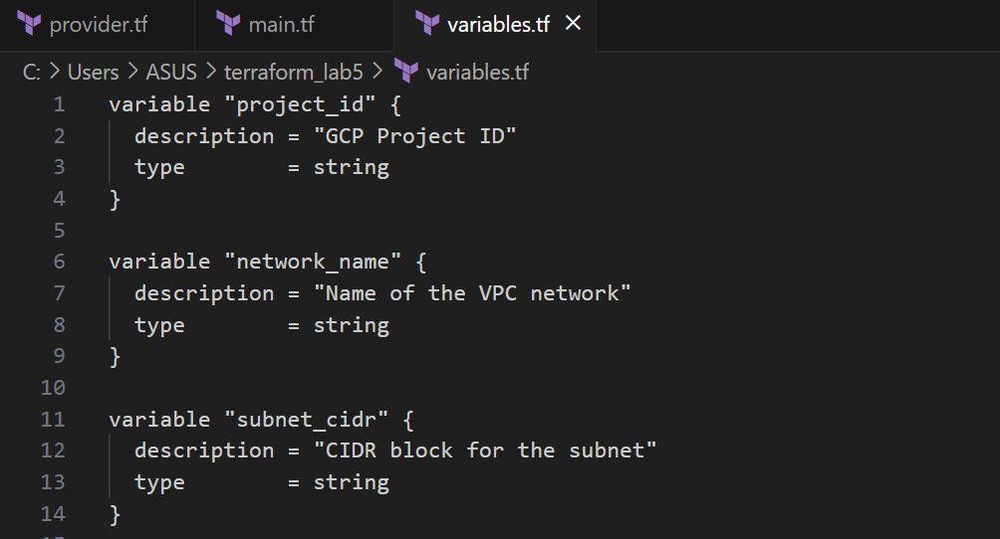 provider.tf main.tf variables.tf ×
C: > Users > ASUS > terraform_lab5 > variables.tf
1 variable "project_id" {
2   description = "GCP Project ID"
3   type        = string
4 }
5
6 variable "network_name" {
7   description = "Name of the VPC network"
8   type        = string
9 }
10
11 variable "subnet_cidr" {
12   description = "CIDR block for the subnet"
13   type        = string
14 }